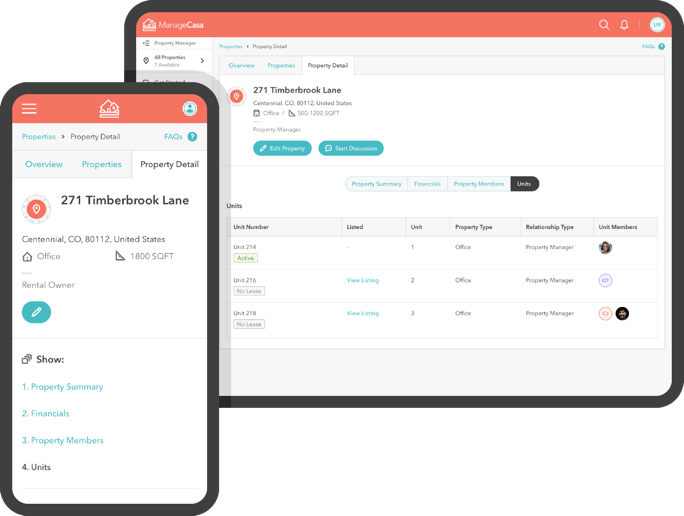 ManageCasa
LW
Property Manager
All Properties
7 Available
Get Started
Properties > Property Detail
FAQs ?
Overview
Properties
Property Detail
271 Timberbrook Lane
Centennial, CO, 80112, United States
Office / 500-1200 SQFT
Property Manager
Edit Property
Start Discussion
Property Summary
Financials
Property Members
Units
Units
Unit Number Listed Unit Property Type Relationship Type Unit Members
Unit 214 - 1 Office Property Manager
Active
Unit 216 View Listing 2 Office Property Manager DT
No Lease
Unit 218 View Listing 3 Office Property Manager CJ
No Lease
Properties > Property Detail
FAQs ?
Overview
Properties
Property Detail
271 Timberbrook Lane
Centennial, CO, 80112, United States
Office 1800 SQFT
Rental Owner
Show:
1. Property Summary
2. Financials
3. Property Members
4. Units